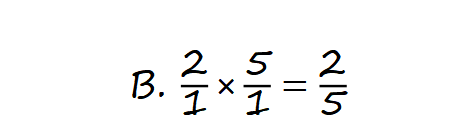 B. 2/1 × 5/1 = 2/5